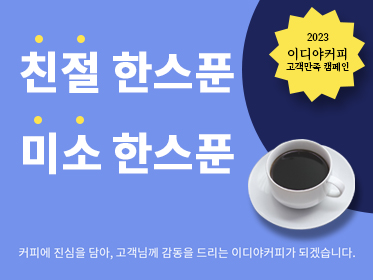 친절 한스푼
미소 한스푼
2023
이디야커피
고객만족 캠페인
커피에 진심을 담아, 고객님께 감동을 드리는 이디야커피가 되겠습니다.